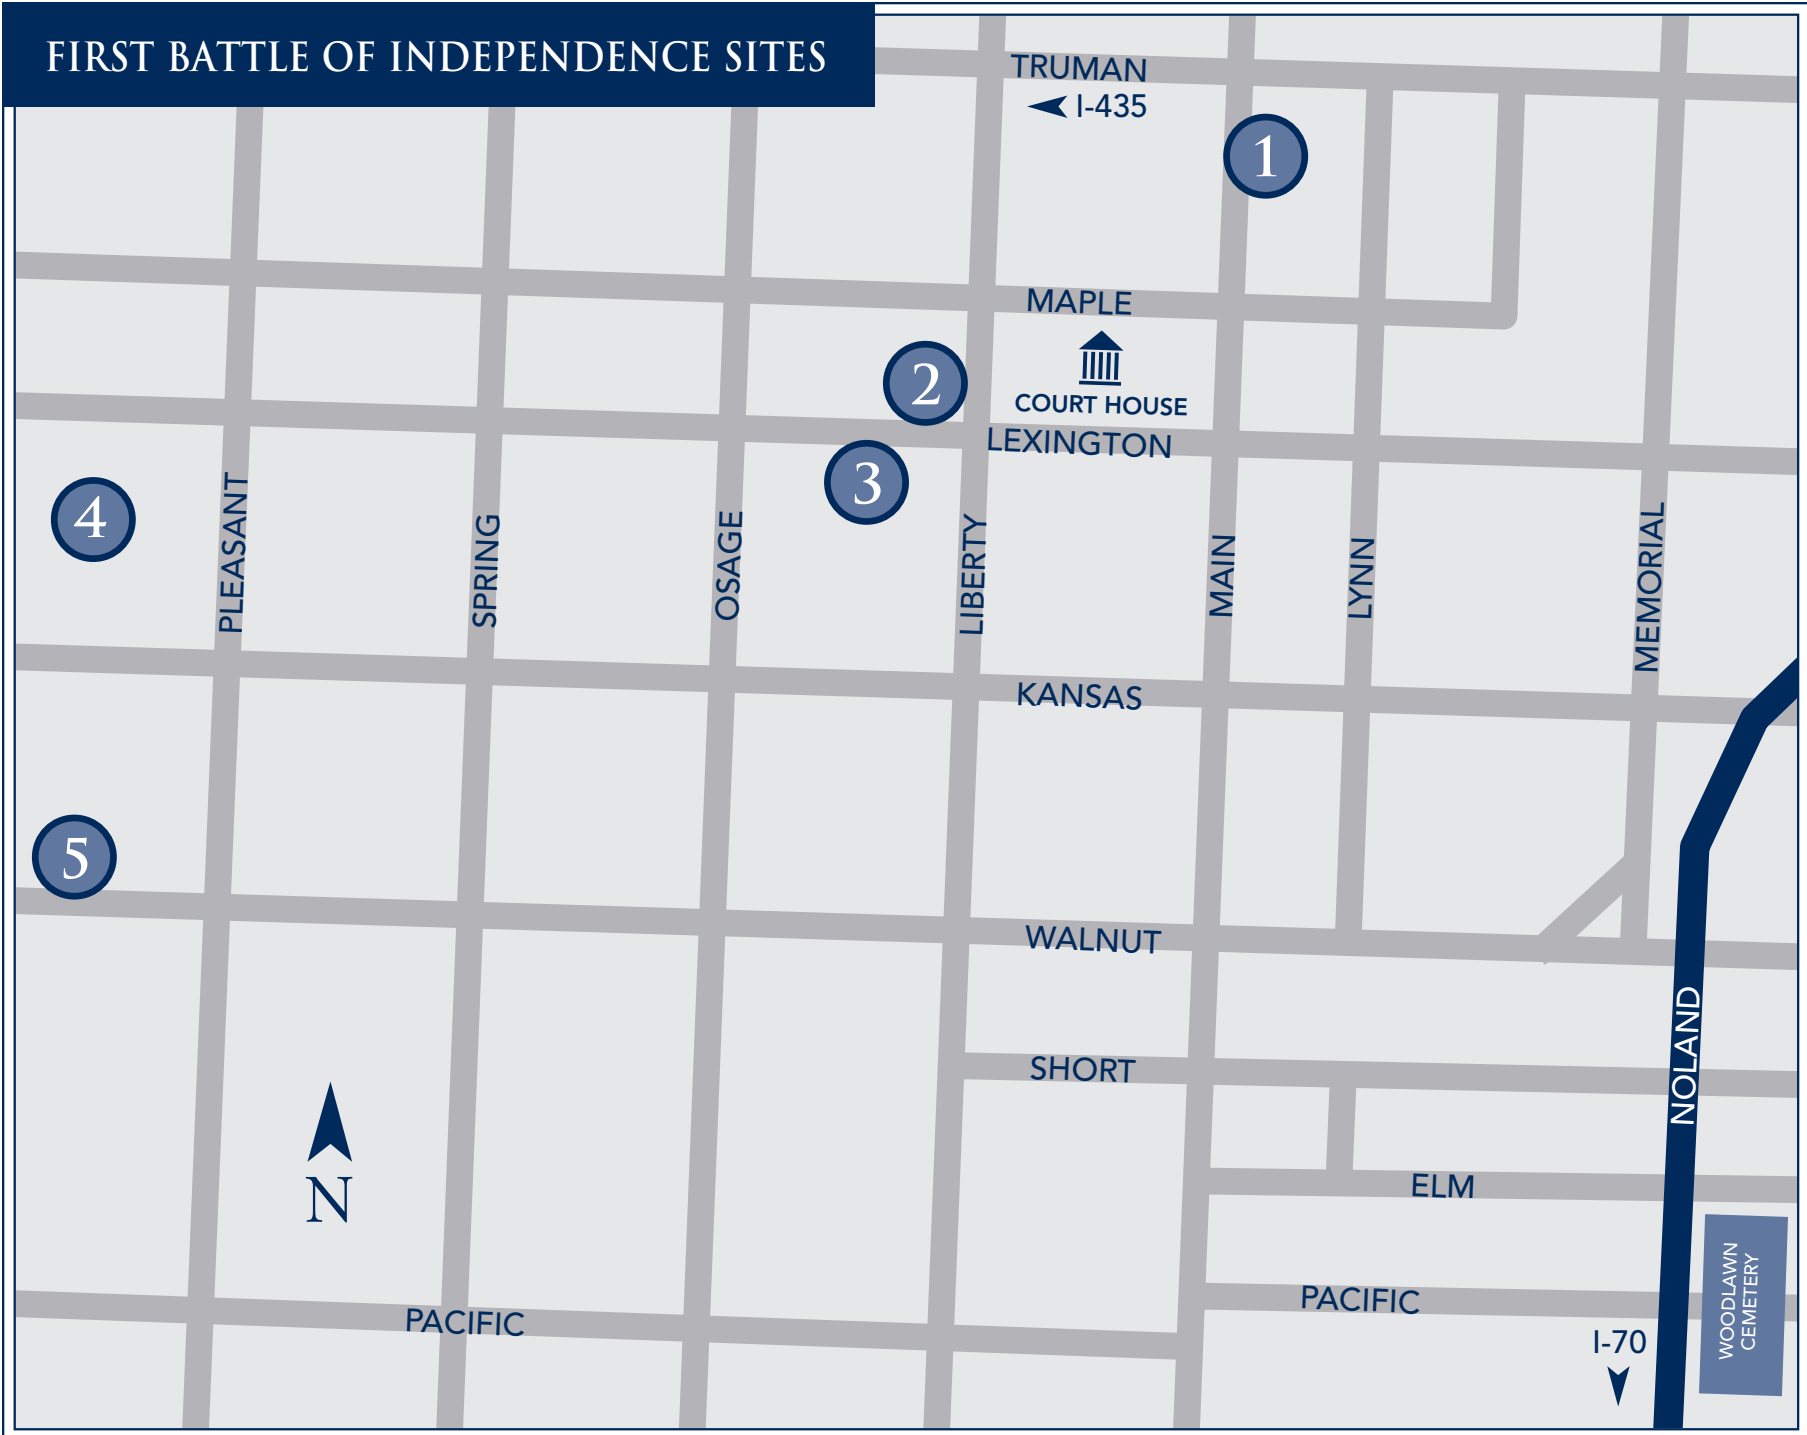 FIRST BATTLE OF INDEPENDENCE SITES
TRUMAN
I-435
1
MAPLE
2
COURT HOUSE
LEXINGTON
3
4
PLEASANT
SPRING
OSAGE
LIBERTY
MAIN
LYNN
MEMORIAL
KANSAS
5
WALNUT
NOLAND
SHORT
N
ELM
WOODLAWN
CEMETERY
PACIFIC
PACIFIC
I-70